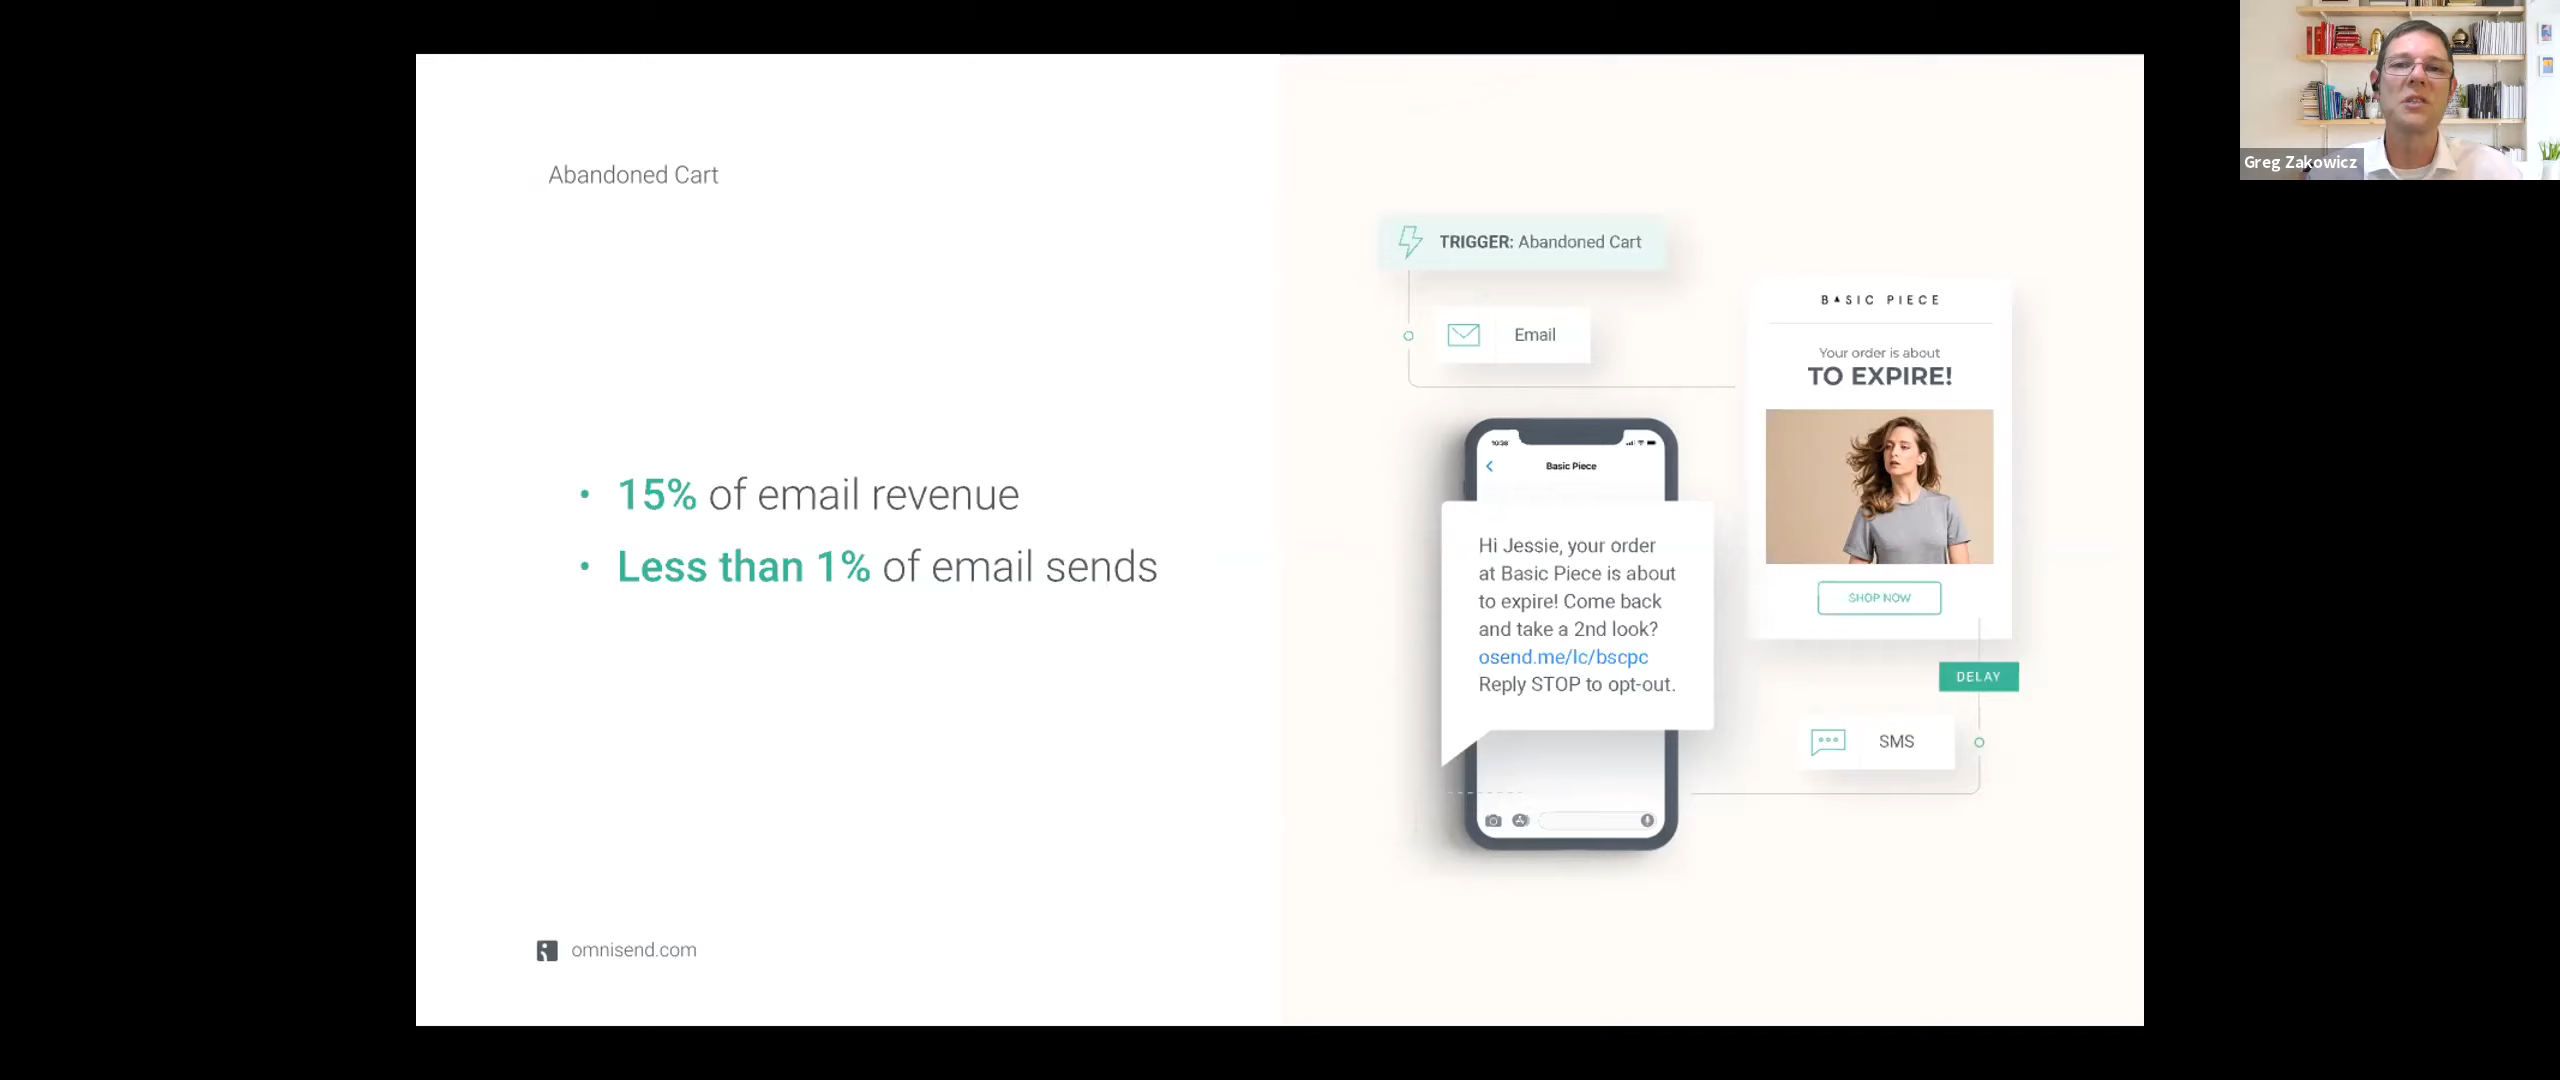 Abandoned Cart
• 15% of email revenue
• Less than 1% of email sends
omnisend.com
TRIGGER: Abandoned Cart
Email
BASIC PIECE
Your order is about
TO EXPIRE!
SHOP NOW
DELAY
SMS
10:38
Basic Piece
Hi Jessie, your order
at Basic Piece is about
to expire! Come back
and take a 2nd look?
osend.me/lc/bscpc
Reply STOP to opt-out.
Greg Zakowicz